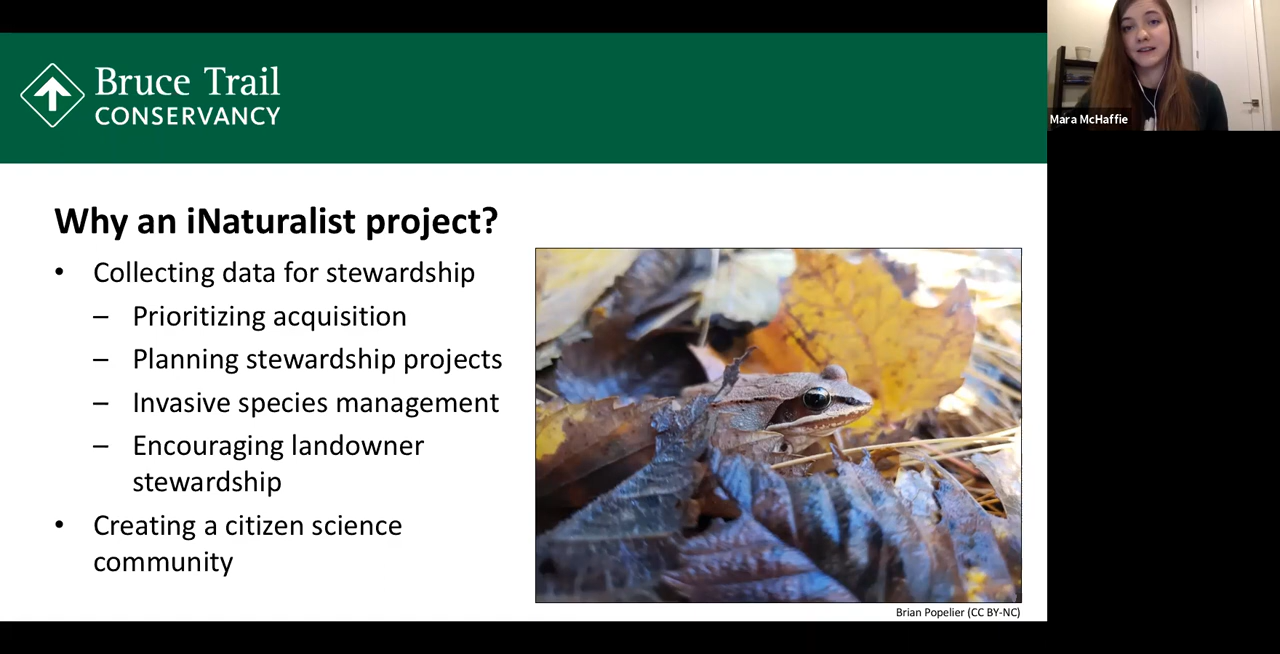 Bruce Trail
CONSERVANCY
Mara McHaffie
Why an iNaturalist project?
• Collecting data for stewardship
– Prioritizing acquisition
– Planning stewardship projects
– Invasive species management
– Encouraging landowner
stewardship
• Creating a citizen science
community
Brian Popelier (CC BY-NC)